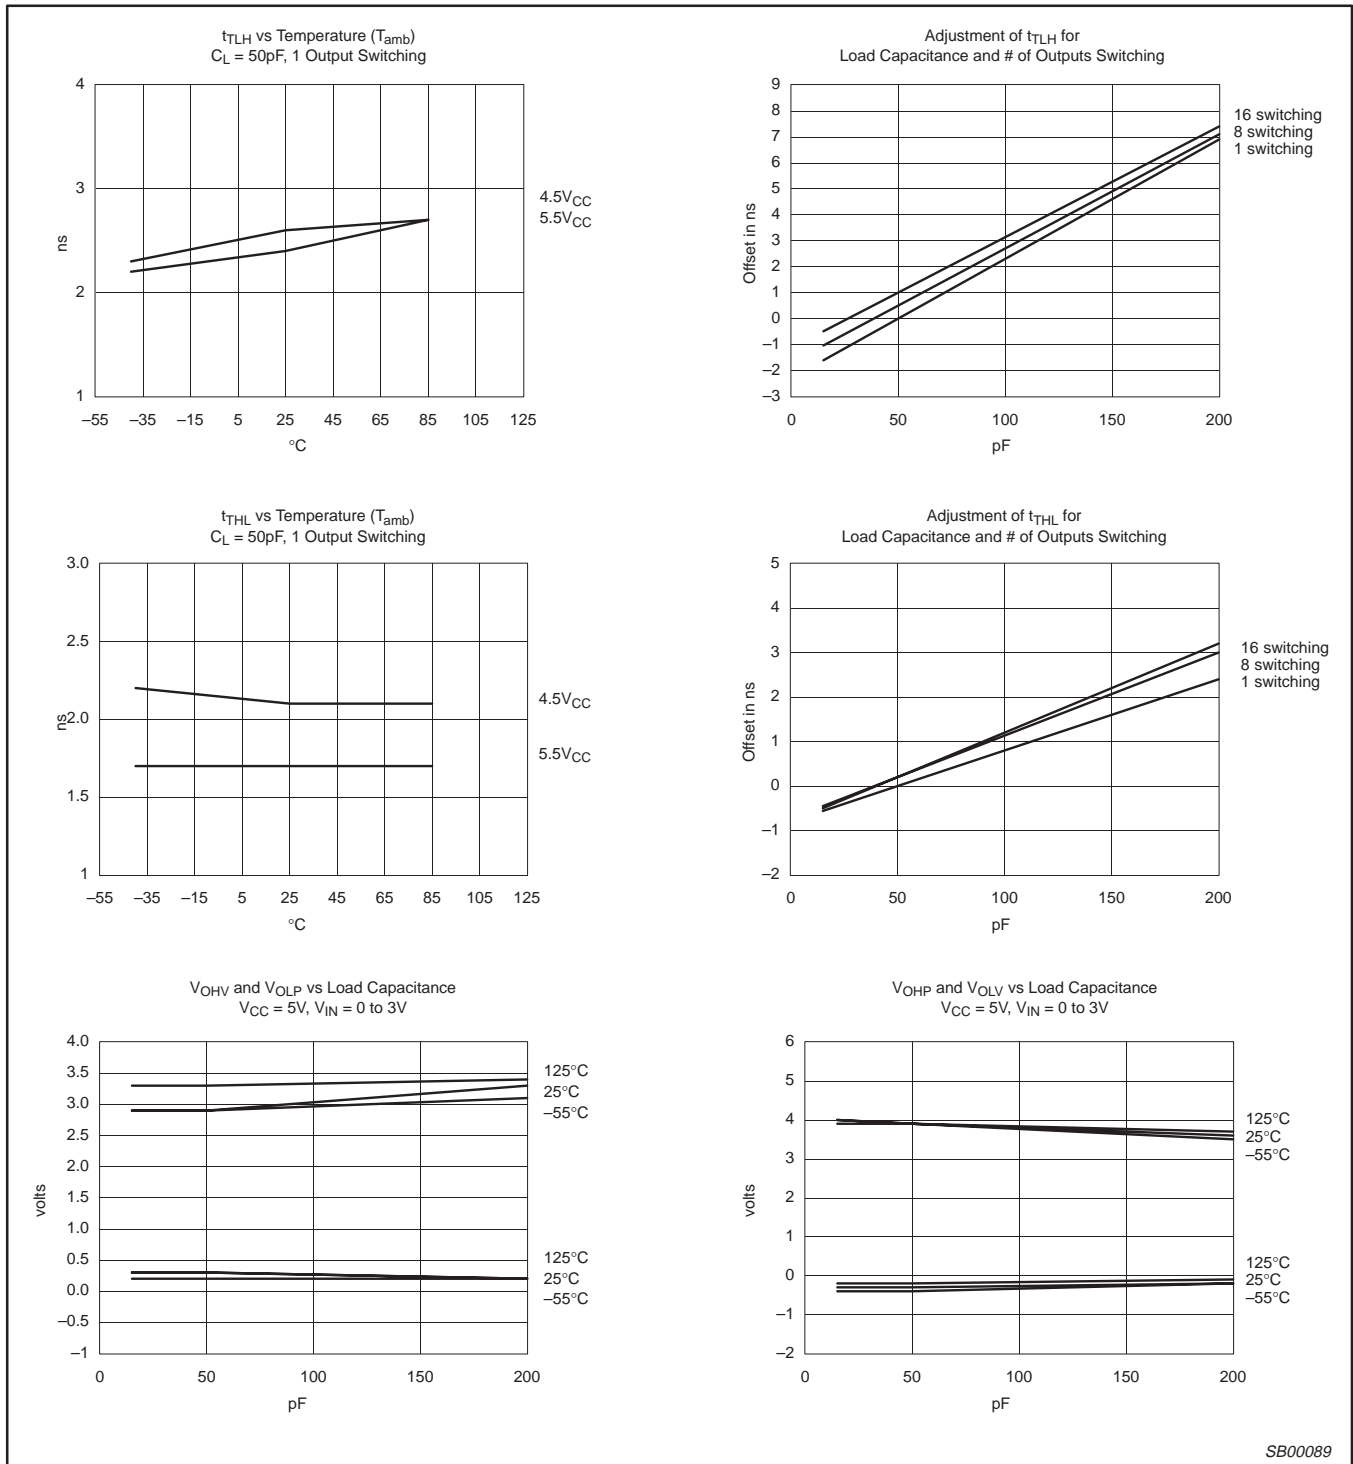 tTLH vs Temperature (Tamb)
CL = 50pF, 1 Output Switching
4
3
2
1
ns
4.5VCC
5.5VCC
–55 –35 –15 5 25 45 65 85 105 125
°C
Adjustment of tTLH for
Load Capacitance and # of Outputs Switching
9
8
7
6
5
4
3
2
1
0
–1
–2
–3
Offset in ns
16 switching
8 switching
1 switching
0 50 100 150 200
pF
tTHL vs Temperature (Tamb)
CL = 50pF, 1 Output Switching
3.0
2.5
2.0
1.5
1
ns
4.5VCC
5.5VCC
–55 –35 –15 5 25 45 65 85 105 125
°C
Adjustment of tTHL for
Load Capacitance and # of Outputs Switching
5
4
3
2
1
0
–1
–2
Offset in ns
16 switching
8 switching
1 switching
0 50 100 150 200
pF
VOHV and VOLP vs Load Capacitance
VCC = 5V, VIN = 0 to 3V
4.0
3.5
3.0
2.5
2.0
1.5
1.0
0.5
0.0
–0.5
–1
volts
125°C
25°C
–55°C
125°C
25°C
–55°C
0 50 100 150 200
pF
VOHP and VOLV vs Load Capacitance
VCC = 5V, VIN = 0 to 3V
6
5
4
3
2
1
0
–1
–2
volts
125°C
25°C
–55°C
125°C
25°C
–55°C
0 50 100 150 200
pF
SB00089